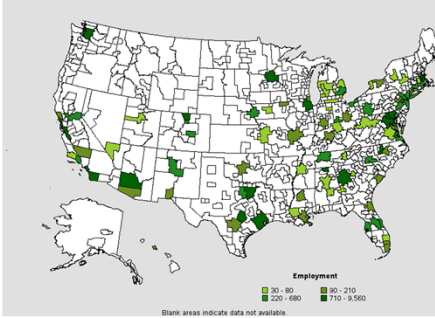 Employment
30 - 80 90 - 210
220 - 680 710 - 9,560
Blank areas indicate data not available.